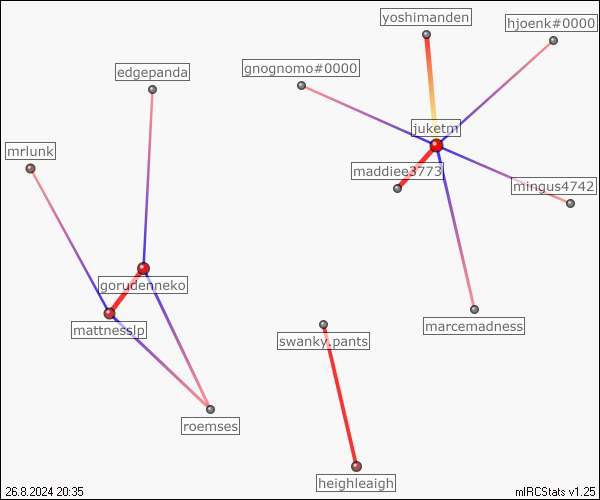 yoshimanden
hjoenk#0000
gnognomo#0000
edgepanda
juketm
mrlunk
maddiee3773
mingus4742
gorudenneko
marcemadness
mattnesslp
swanky.pants
roemses
heighleaigh
26.8.2024 20:35
mIRCStats v1.25